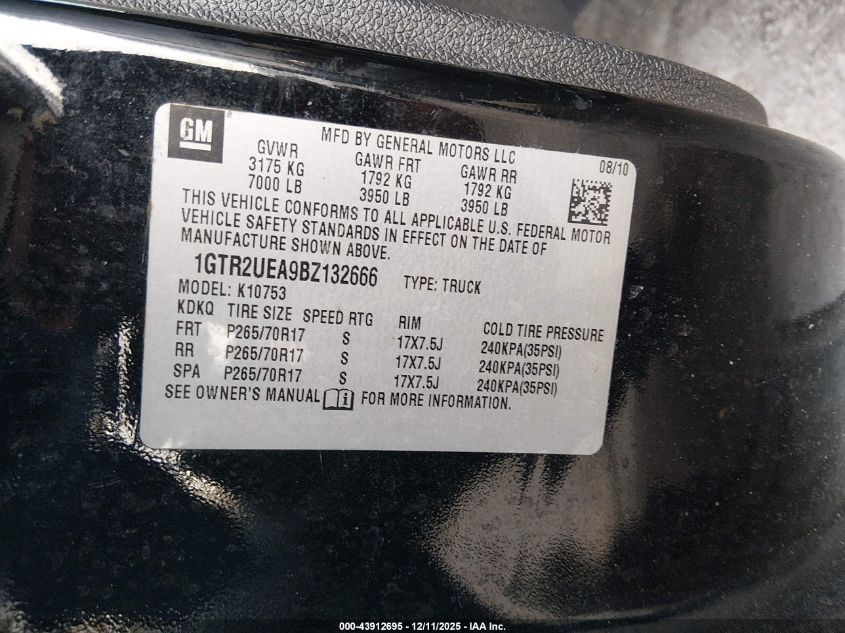 GM
MFD BY GENERAL MOTORS LLC
08/10
GVWR GAWR FRT GAWR RR
3175 KG 1792 KG 1792 KG
7000 LB 3950 LB 3950 LB
THIS VEHICLE CONFORMS TO ALL APPLICABLE U.S. FEDERAL MOTOR
VEHICLE SAFETY STANDARDS IN EFFECT ON THE DATE OF
MANUFACTURE SHOWN ABOVE.
1GTR2UEA9BZ132666 TYPE: TRUCK
MODEL: K10753
KDKQ TIRE SIZE SPEED RTG RIM COLD TIRE PRESSURE
FRT P265/70R17 S 17X7.5J 240KPA(35PSI)
RR P265/70R17 S 17X7.5J 240KPA(35PSI)
SPA P265/70R17 S 17X7.5J 240KPA(35PSI)
SEE OWNER'S MANUAL i FOR MORE INFORMATION.
000-43912695 - 12/11/2025 - IAA Inc.